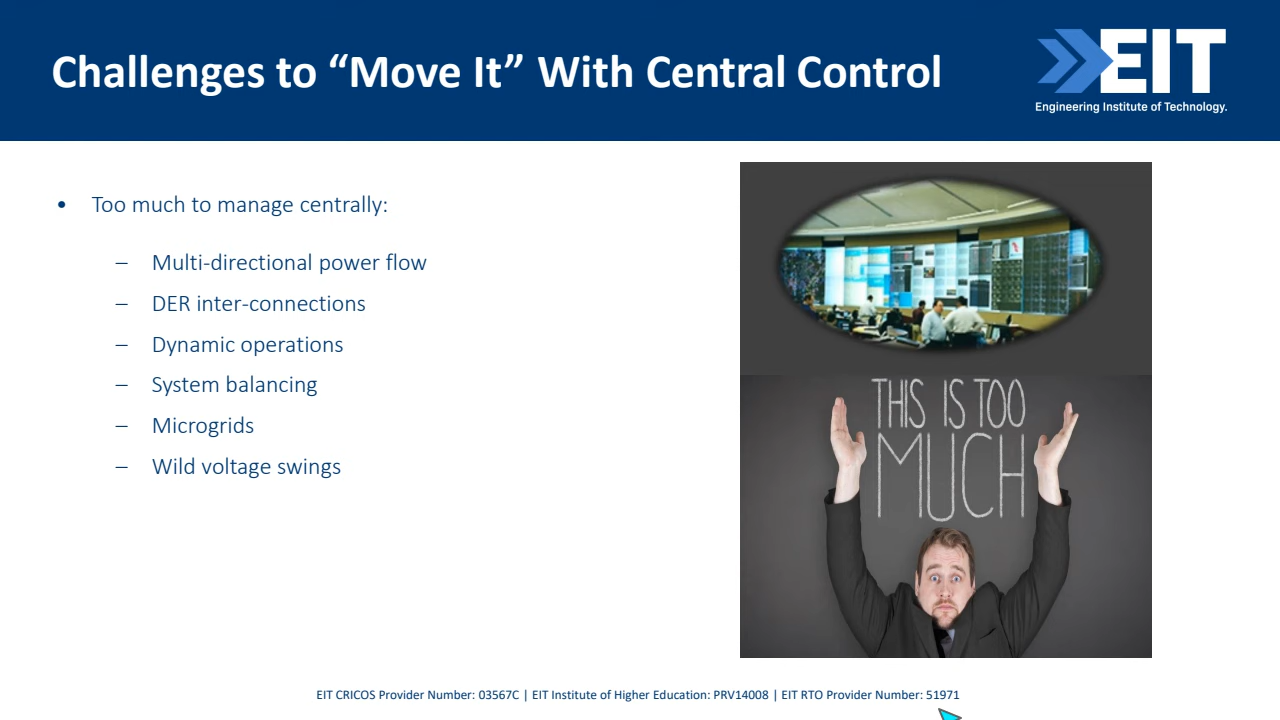 Challenges to “Move It” With Central Control
EIT
Engineering Institute of Technology.
• Too much to manage centrally:
– Multi-directional power flow
– DER inter-connections
– Dynamic operations
– System balancing
– Microgrids
– Wild voltage swings
THIS IS TOO
MUCH
EIT CRICOS Provider Number: 03567C | EIT Institute of Higher Education: PRV14008 | EIT RTO Provider Number: 51971